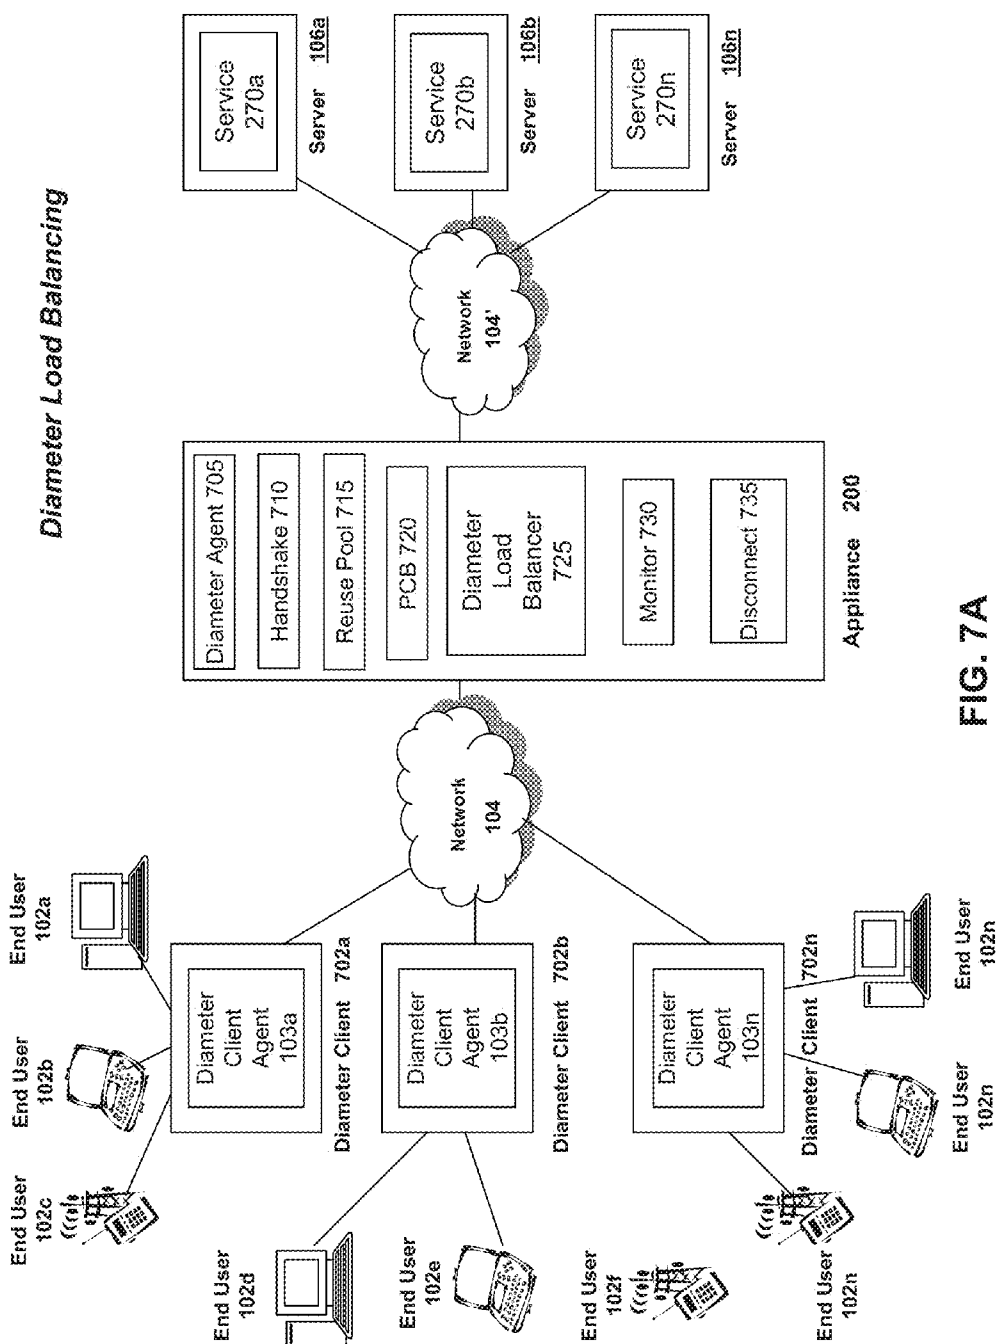 Diameter Load Balancing
End User
102a
End User
102b
End User
102c
End User
102d
End User
102e
End User
102f
End User
102n
End User
102n
End User
102n
Diameter
Client
Agent
103a
Diameter Client 702a
Diameter
Client
Agent
103b
Diameter Client 702b
Diameter
Client
Agent
103n
Diameter Client 702n
Network
104
Diameter Agent 705
Handshake 710
Reuse Pool 715
PCB 720
Diameter
Load
Balancer
725
Monitor 730
Disconnect 735
Appliance 200
Network
104'
Service
270a
Server 106a
Service
270b
Server 106b
Service
270n
Server 106n
FIG. 7A